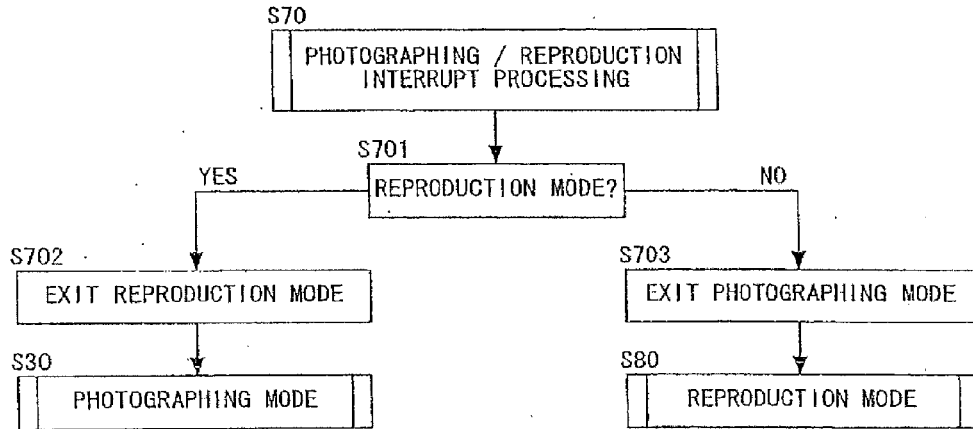 S70
PHOTOGRAPHING / REPRODUCTION
INTERRUPT PROCESSING
S701
REPRODUCTION MODE?
YES
NO
S702
EXIT REPRODUCTION MODE
S703
EXIT PHOTOGRAPHING MODE
S30
PHOTOGRAPHING MODE
S80
REPRODUCTION MODE